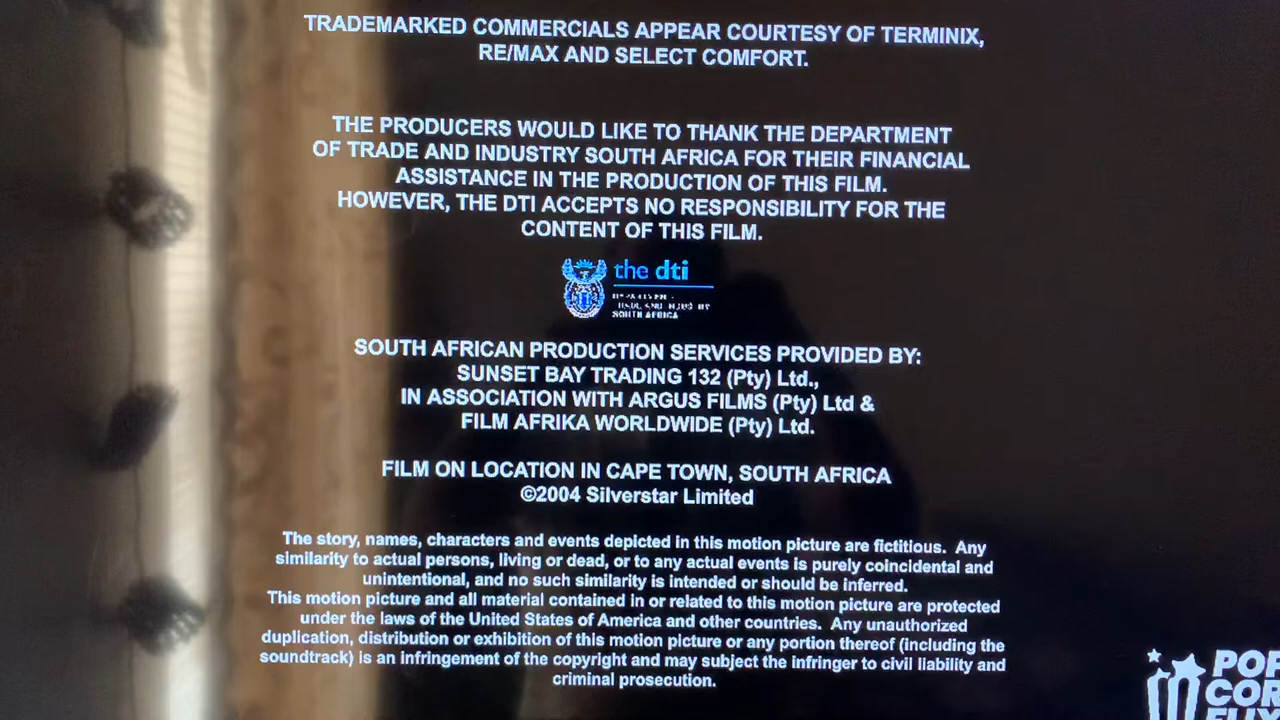 TRADEMARKED COMMERCIALS APPEAR COURTESY OF TERMINIX,
RE/MAX AND SELECT COMFORT.
THE PRODUCERS WOULD LIKE TO THANK THE DEPARTMENT
OF TRADE AND INDUSTRY SOUTH AFRICA FOR THEIR FINANCIAL
ASSISTANCE IN THE PRODUCTION OF THIS FILM.
HOWEVER, THE DTI ACCEPTS NO RESPONSIBILITY FOR THE
CONTENT OF THIS FILM.
the dti
SOUTH AFRICA
SOUTH AFRICAN PRODUCTION SERVICES PROVIDED BY:
SUNSET BAY TRADING 132 (Pty) Ltd.,
IN ASSOCIATION WITH ARGUS FILMS (Pty) Ltd &
FILM AFRIKA WORLDWIDE (Pty) Ltd.
FILM ON LOCATION IN CAPE TOWN, SOUTH AFRICA
©2004 Silverstar Limited
The story, names, characters and events depicted in this motion picture are fictitious. Any
similarity to actual persons, living or dead, or to any actual events is purely coincidental and
unintentional, and no such similarity is intended or should be inferred.
This motion picture and all material contained in or related to this motion picture are protected
under the laws of the United States of America and other countries. Any unauthorized
duplication, distribution or exhibition of this motion picture or any portion thereof (including the
soundtrack) is an infringement of the copyright and may subject the infringer to civil liability and
criminal prosecution.
POP
COR